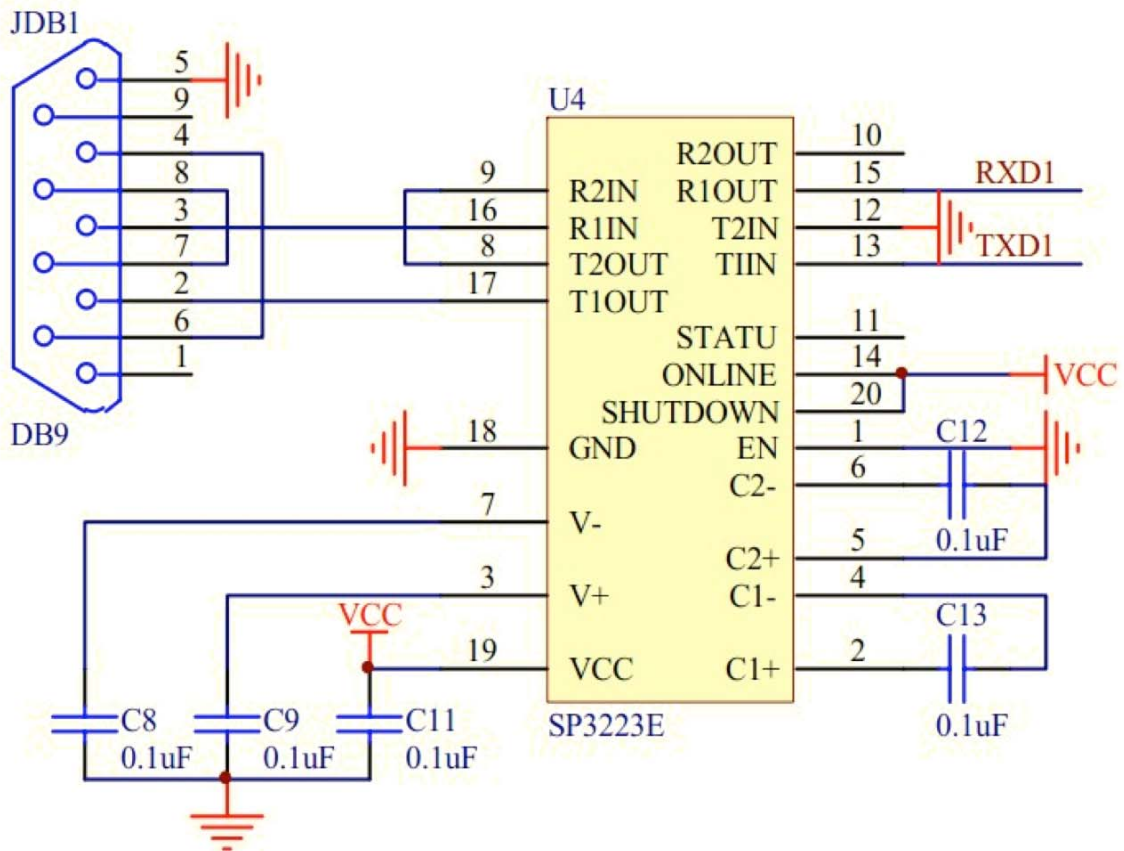 JDB1
5
9
4
8
3
7
2
6
1
DB9
U4
9 R2IN
16 R1IN
8 T2OUT
17 T1OUT
18 GND
7 V-
3 V+
19 VCC
R2OUT 10
R1OUT 15 RXD1
T2IN 12
TIIN 13 TXD1
STATU 11
ONLINE 14 VCC
SHUTDOWN 20
EN 1
C2- 6
C2+ 5
C1- 4
C1+ 2
SP3223E
C12
0.1uF
C13
0.1uF
VCC
C8
0.1uF
C9
0.1uF
C11
0.1uF